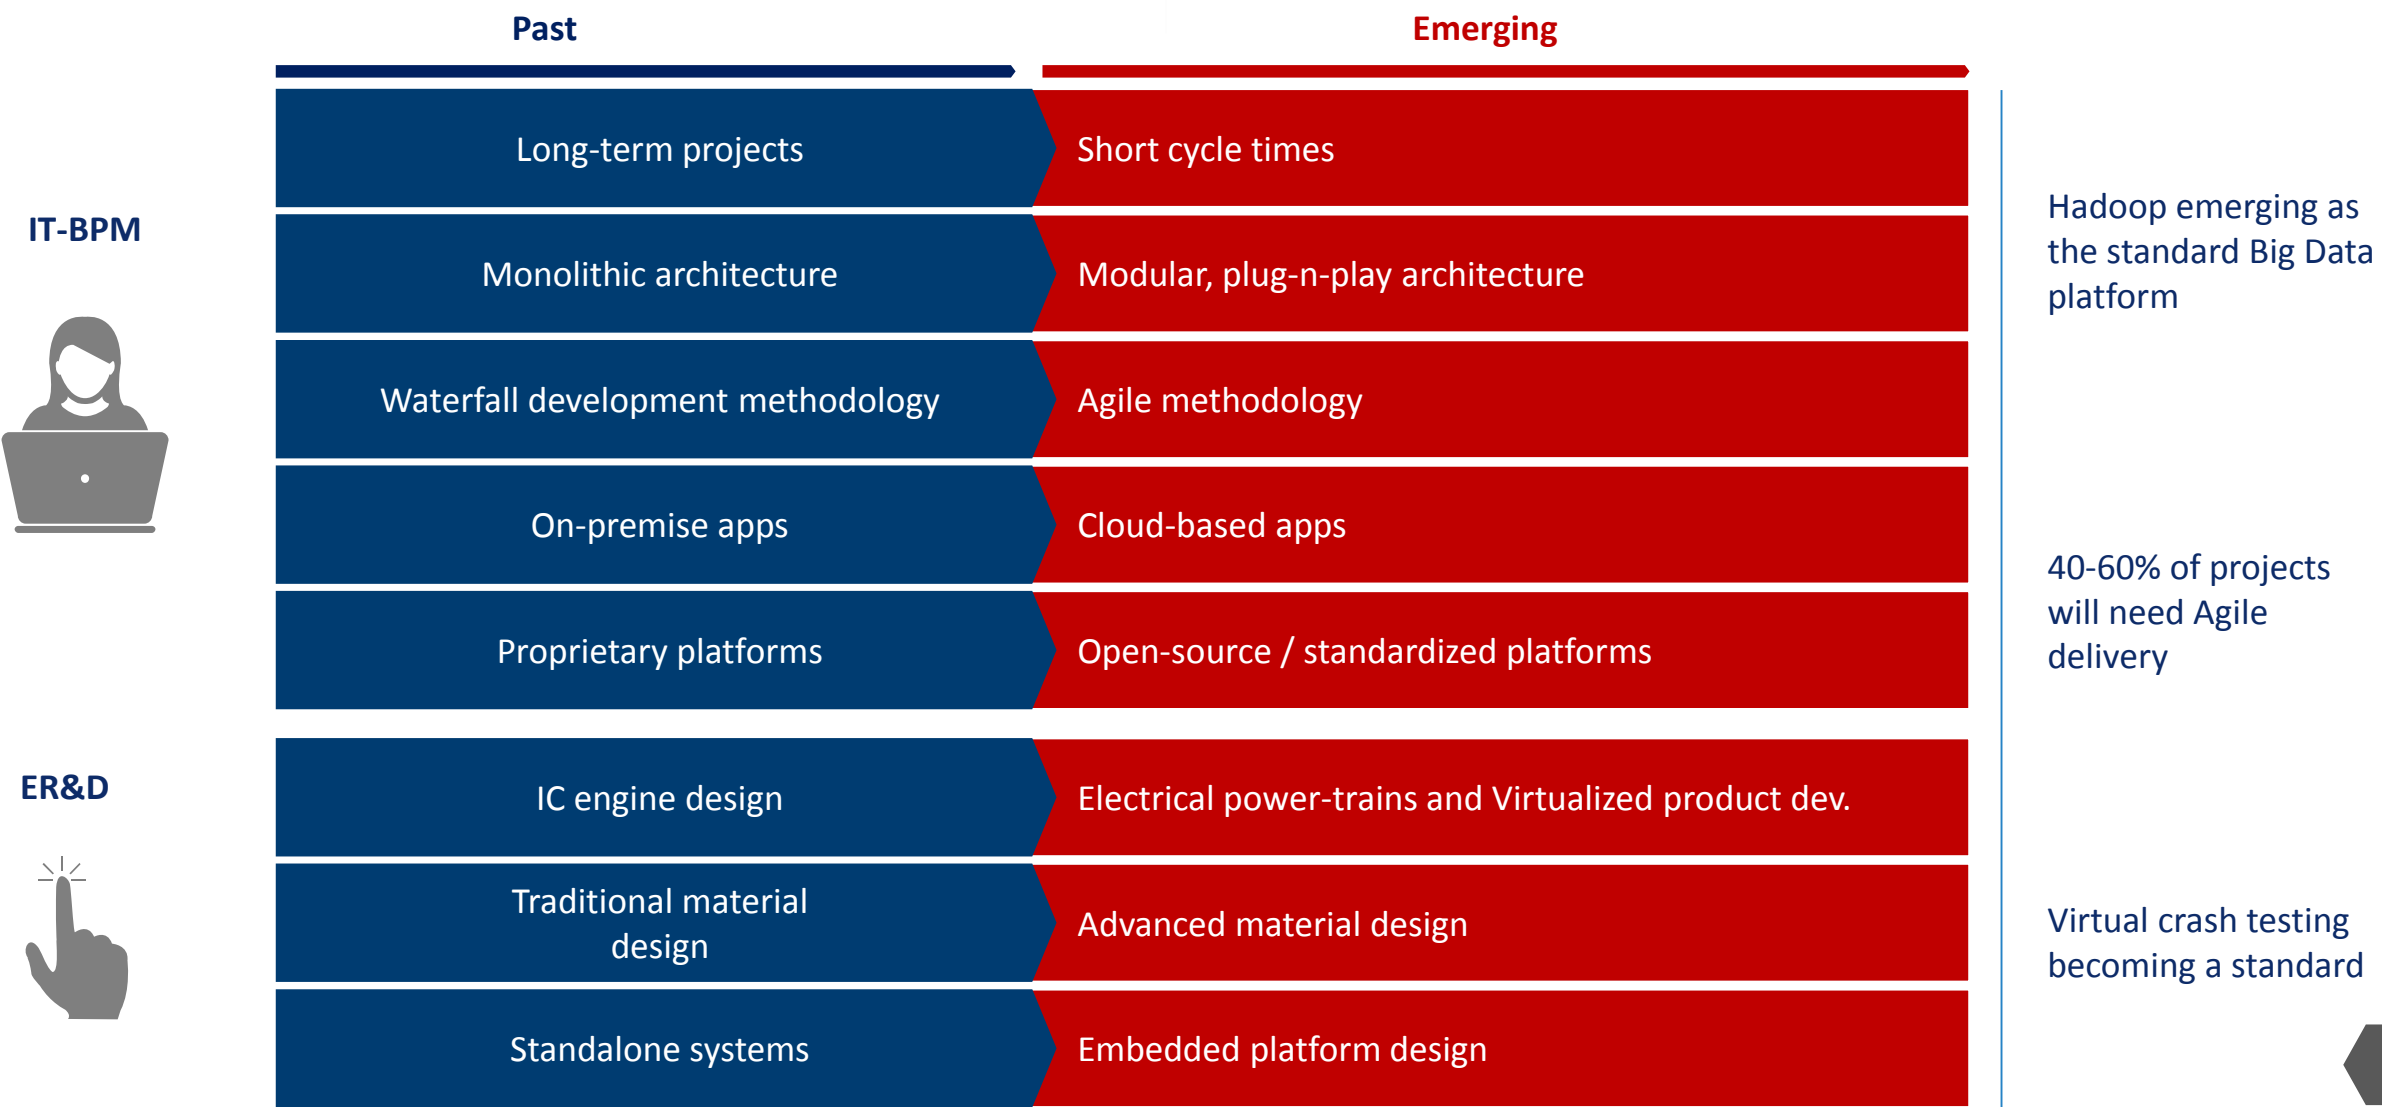 Past
Emerging
IT-BPM
Long-term projects
Short cycle times
Monolithic architecture
Modular, plug-n-play architecture
Waterfall development methodology
Agile methodology
On-premise apps
Cloud-based apps
Proprietary platforms
Open-source / standardized platforms
ER&D
IC engine design
Electrical power-trains and Virtualized product dev.
Traditional material
design
Advanced material design
Standalone systems
Embedded platform design
Hadoop emerging as
the standard Big Data
platform
40-60% of projects
will need Agile
delivery
Virtual crash testing
becoming a standard